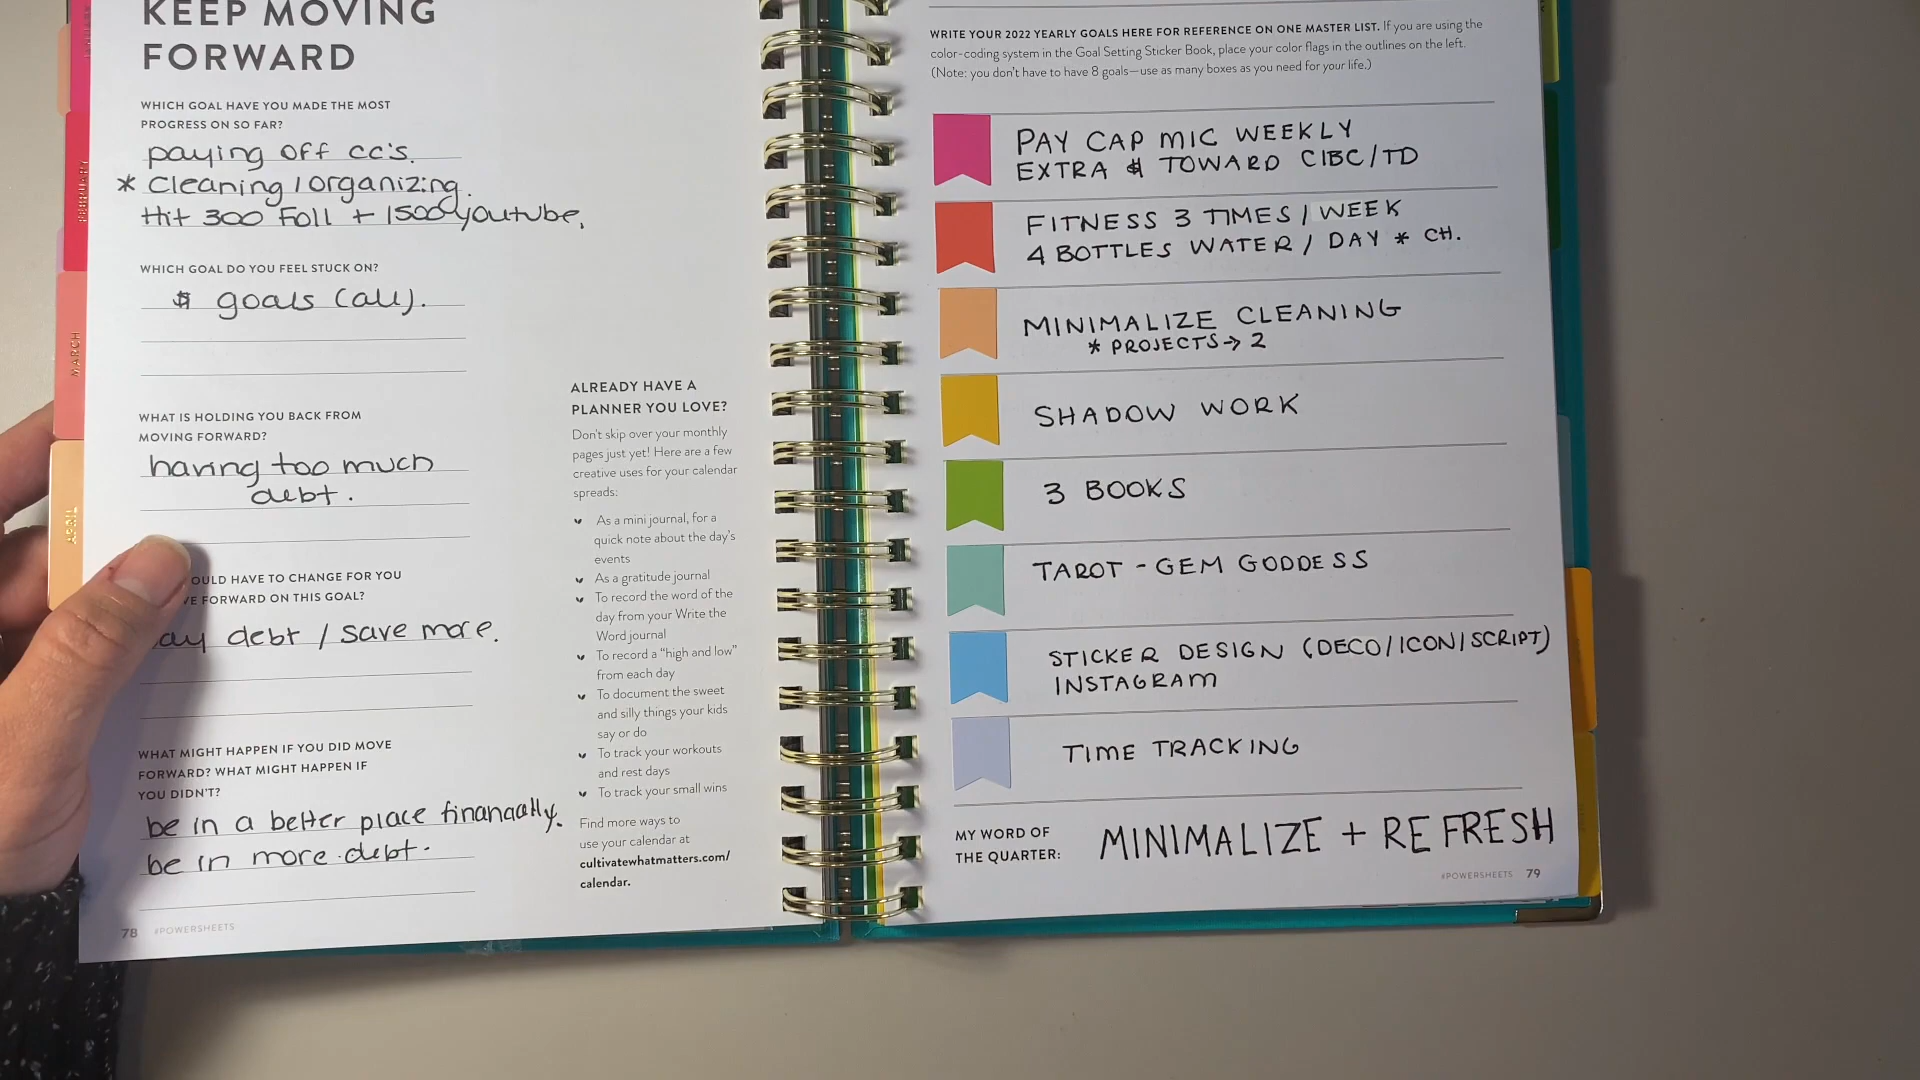 KEEP MOVING
FORWARD
WHICH GOAL HAVE YOU MADE THE MOST
PROGRESS ON SO FAR?
paying off cc's.
* Cleaning / organizing.
Hit 300 Foll + 1500 youtube.
WHICH GOAL DO YOU FEEL STUCK ON?
$ goals (all).
WHAT IS HOLDING YOU BACK FROM
MOVING FORWARD?
having too much
debt.
OULD HAVE TO CHANGE FOR YOU
VE FORWARD ON THIS GOAL?
ay debt / save more.
WHAT MIGHT HAPPEN IF YOU DID MOVE
FORWARD? WHAT MIGHT HAPPEN IF
YOU DIDN'T?
be in a better place financially.
be in more debt.
78 #POWERSHEETS
ALREADY HAVE A
PLANNER YOU LOVE?
Don't skip over your monthly
pages just yet! Here are a few
creative uses for your calendar
spreads:
As a mini journal, for a
quick note about the day's
events
As a gratitude journal
To record the word of the
day from your Write the
Word journal
To record a "high and low"
from each day
To document the sweet
and silly things your kids
say or do
To track your workouts
and rest days
To track your small wins
Find more ways to
use your calendar at
cultivatewhatmatters.com/
calendar.
FEBRUARY
MARCH
APRIL
WRITE YOUR 2022 YEARLY GOALS HERE FOR REFERENCE ON ONE MASTER LIST. If you are using the
color-coding system in the Goal Setting Sticker Book, place your color flags in the outlines on the left.
(Note: you don't have to have 8 goals—use as many boxes as you need for your life.)
PAY CAP MIC WEEKLY
EXTRA $ TOWARD CIBC/TD
FITNESS 3 TIMES / WEEK
4 BOTTLES WATER / DAY * CH.
MINIMALIZE CLEANING
* PROJECTS → 2
SHADOW WORK
3 BOOKS
TAROT - GEM GODDESS
STICKER DESIGN (DECO/ICON/SCRIPT)
INSTAGRAM
TIME TRACKING
MY WORD OF
THE QUARTER:
MINIMALIZE + REFRESH
#POWERSHEETS 79